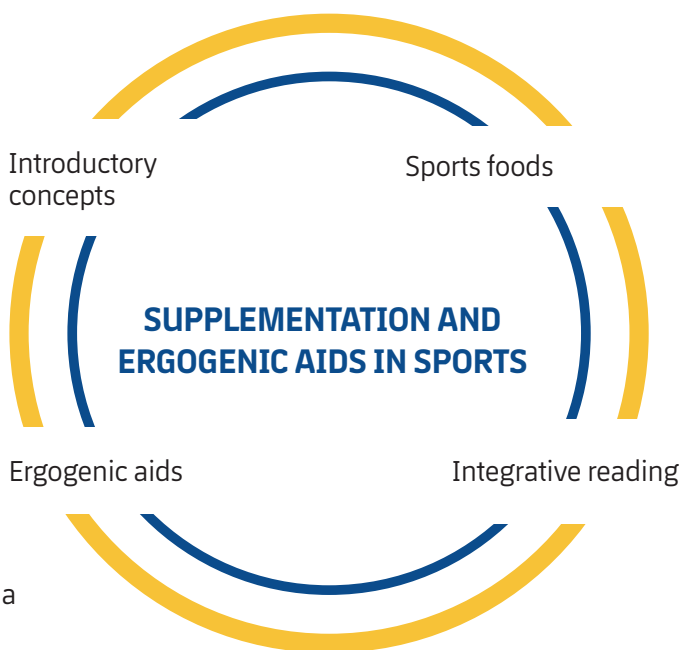 Introductory
concepts
Sports foods
SUPPLEMENTATION AND
ERGOGENIC AIDS IN SPORTS
Ergogenic aids
Integrative reading
a